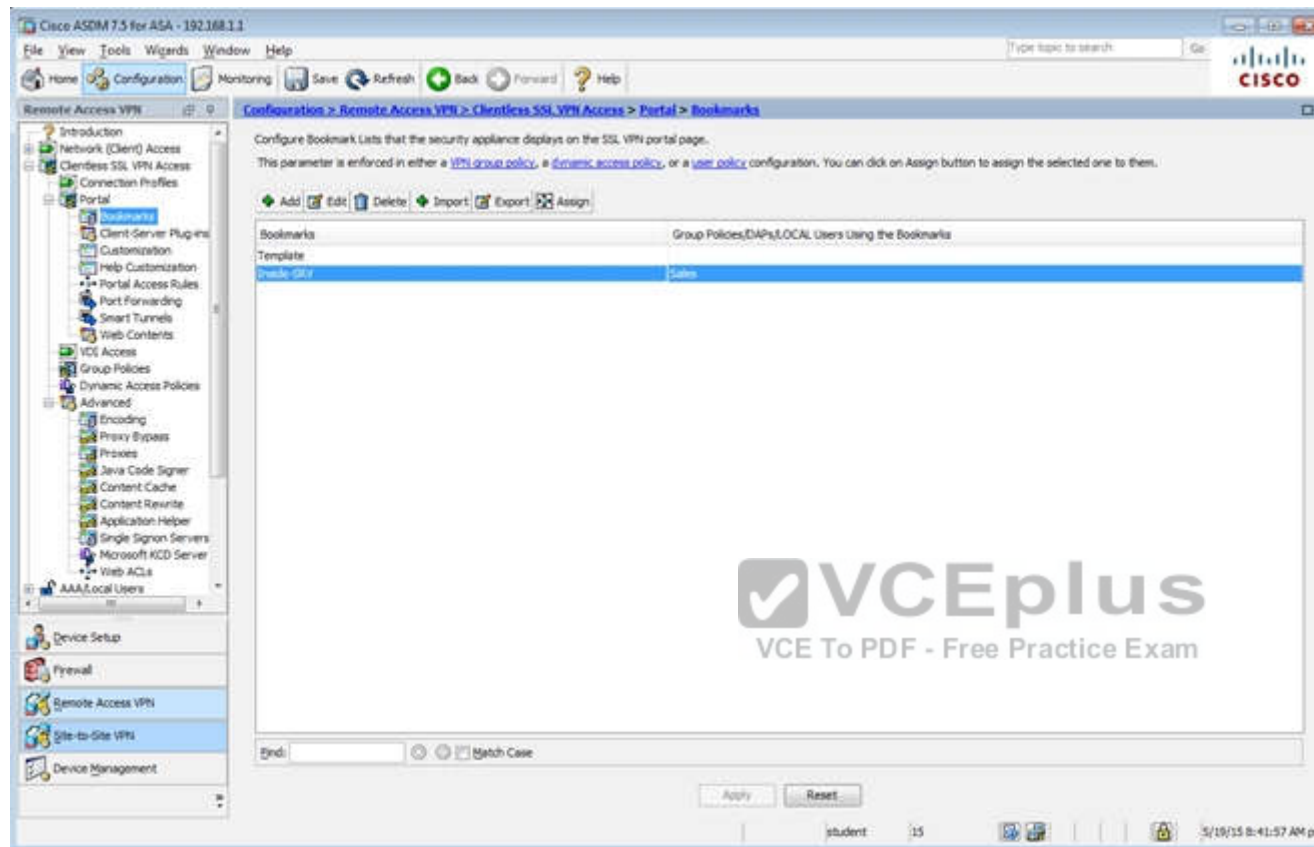 Cisco ASDM 7.5 for ASA - 192.168.1.1
File View Tools Wizards Window Help
Type topic to search
Go
Home Configuration Monitoring Save Refresh Back Forward Help
CISCO
Remote Access VPN
Configuration > Remote Access VPN > Clientless SSL VPN Access > Portal > Bookmarks
Introduction
Network (Client) Access
Clientless SSL VPN Access
Connection Profiles
Portal
Bookmarks
Client-Server Plug-ins
Customization
Help Customization
Portal Access Rules
Port Forwarding
Smart Tunnels
Web Contents
VDI Access
Group Policies
Dynamic Access Policies
Advanced
Encoding
Proxy Bypass
Proxies
Java Code Signer
Content Cache
Content Rewrite
Application Helper
Single Signon Servers
Microsoft KCD Server
Web ACLs
AAA/Local Users
Device Setup
Firewall
Remote Access VPN
Site-to-Site VPN
Device Management
Configure Bookmark Lists that the security appliance displays on the SSL VPN portal page.
This parameter is enforced in either a VPN group policy, a dynamic access policy, or a user policy configuration. You can click on Assign button to assign the selected one to them.
Add Edit Delete Import Export Assign
Bookmarks Group Policies/DAPs/LOCAL Users Using the Bookmarks
Template
Inside-SRV Sales
VCEplus
VCE To PDF - Free Practice Exam
Find: Match Case
Apply Reset
student 15 5/19/15 8:41:57 AM p